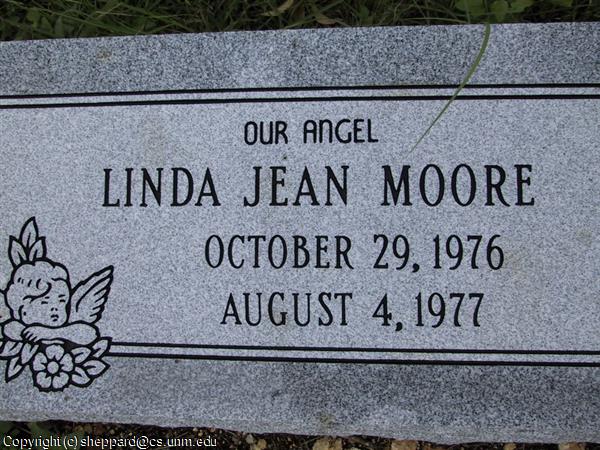 OUR ANGEL
LINDA JEAN MOORE
OCTOBER 29, 1976
AUGUST 4, 1977
Copyright (c) sheppard@cs.unm.edu